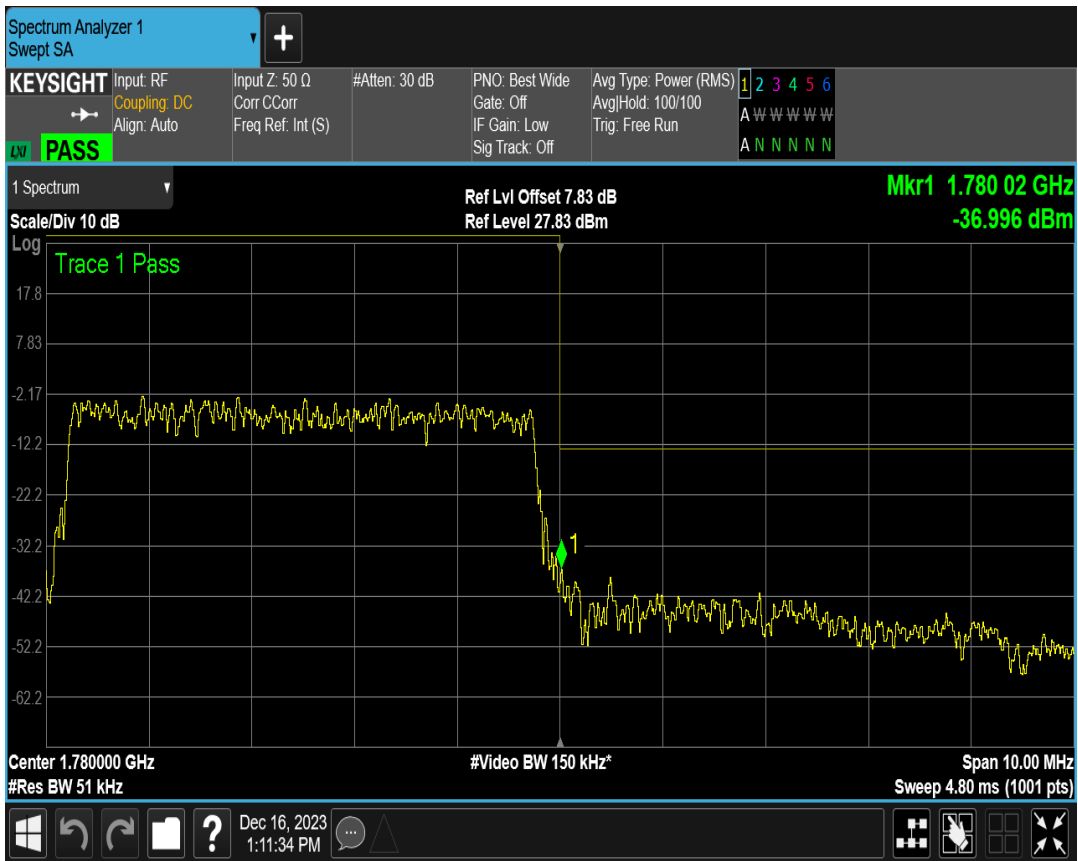 Spectrum Analyzer 1
Swept SA
+
KEYSIGHT
LXI PASS
Input: RF
Coupling: DC
Align: Auto
Input Z: 50 Ω
Corr CCorr
Freq Ref: Int (S)
#Atten: 30 dB
PNO: Best Wide
Gate: Off
IF Gain: Low
Sig Track: Off
Avg Type: Power (RMS)
Avg|Hold: 100/100
Trig: Free Run
1 2 3 4 5 6
A W W W W W
A N N N N N
1 Spectrum
Scale/Div 10 dB
Ref Lvl Offset 7.83 dB
Ref Level 27.83 dBm
Mkr1 1.780 02 GHz
-36.996 dBm
Log
Trace 1 Pass
17.8
7.83
-2.17
-12.2
-22.2
-32.2
1
-42.2
-52.2
-62.2
Center 1.780000 GHz
#Video BW 150 kHz*
Span 10.00 MHz
#Res BW 51 kHz
Sweep 4.80 ms (1001 pts)
?
Dec 16, 2023
1:11:34 PM